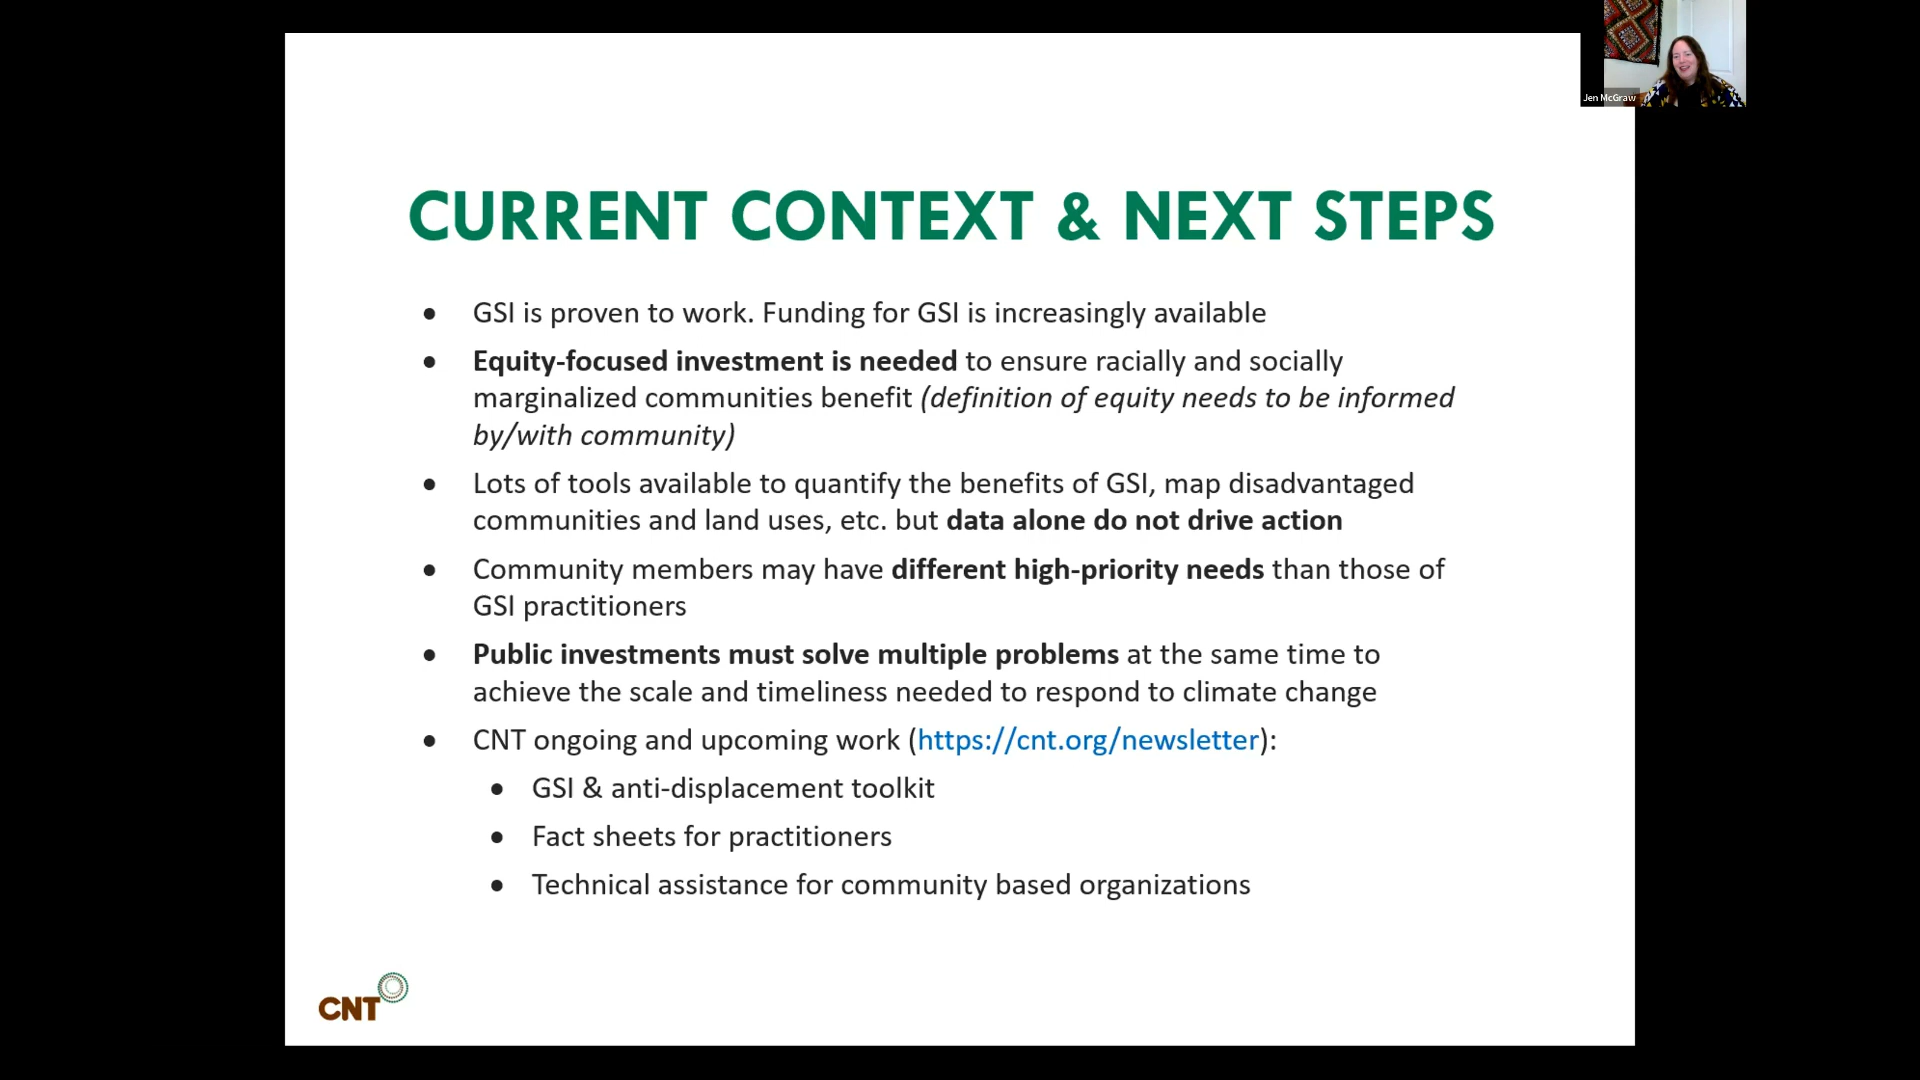 Jen McGraw
CURRENT CONTEXT & NEXT STEPS
• GSI is proven to work. Funding for GSI is increasingly available
• Equity-focused investment is needed to ensure racially and socially
marginalized communities benefit (definition of equity needs to be informed
by/with community)
• Lots of tools available to quantify the benefits of GSI, map disadvantaged
communities and land uses, etc. but data alone do not drive action
• Community members may have different high-priority needs than those of
GSI practitioners
• Public investments must solve multiple problems at the same time to
achieve the scale and timeliness needed to respond to climate change
• CNT ongoing and upcoming work (https://cnt.org/newsletter):
• GSI & anti-displacement toolkit
• Fact sheets for practitioners
• Technical assistance for community based organizations
CNT